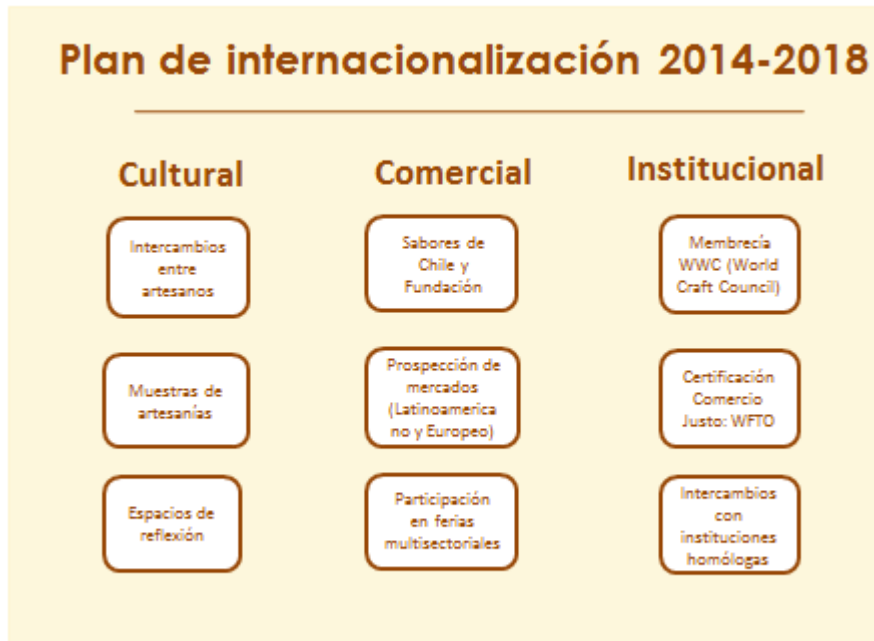 Plan de internacionalización 2014-2018
Cultural
Intercambios
entre
artesanos
Muestras de
artesanías
Espacios de
reflexión
Comercial
Sabores de
Chile y
Fundación
Prospección de
mercados
(Latinoamerica
no y Europeo)
Participación
en ferias
multisectoriales
Institucional
Membrecía
WWC (World
Craft Council)
Certificación
Comercio
Justo: WFTO
Intercambios
con
instituciones
homólogas